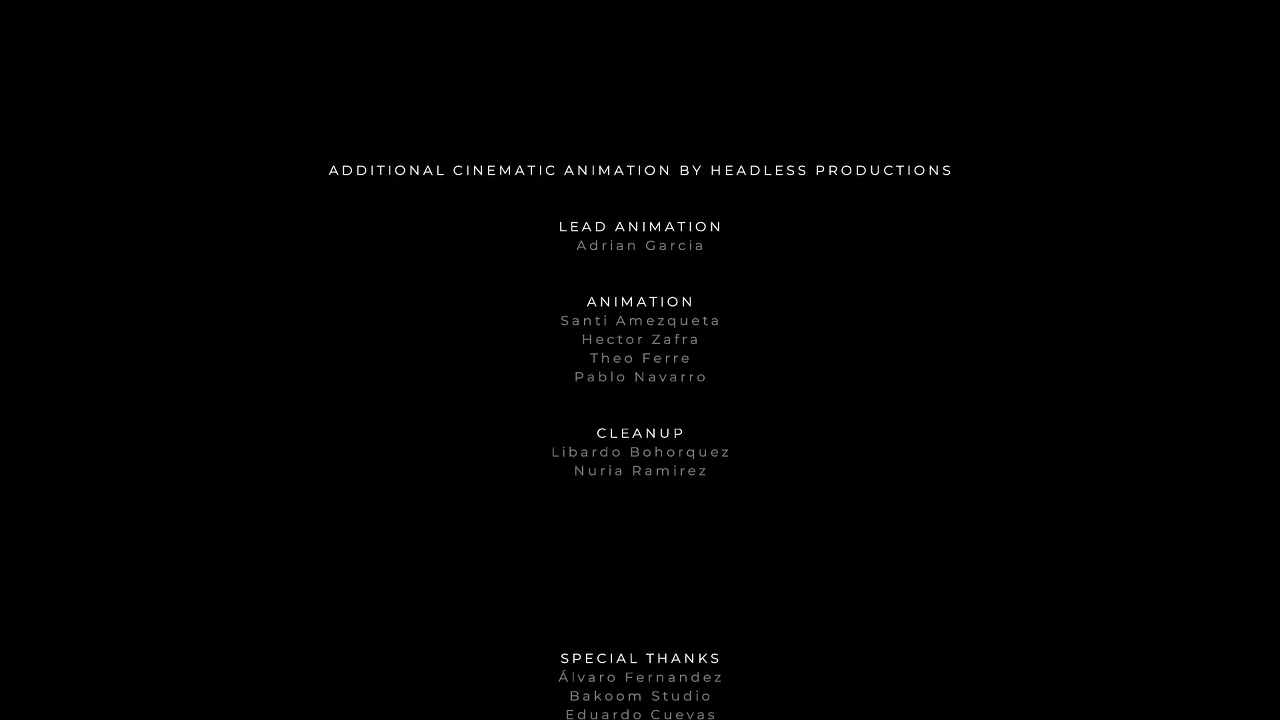 ADDITIONAL CINEMATIC ANIMATION BY HEADLESS PRODUCTIONS
LEAD ANIMATION
Adrian Garcia
ANIMATION
Santi Amezqueta
Hector Zafra
Theo Ferre
Pablo Navarro
CLEANUP
Libardo Bohorquez
Nuria Ramirez
SPECIAL THANKS
Álvaro Fernandez
Bakoom Studio
Eduardo Cuevas